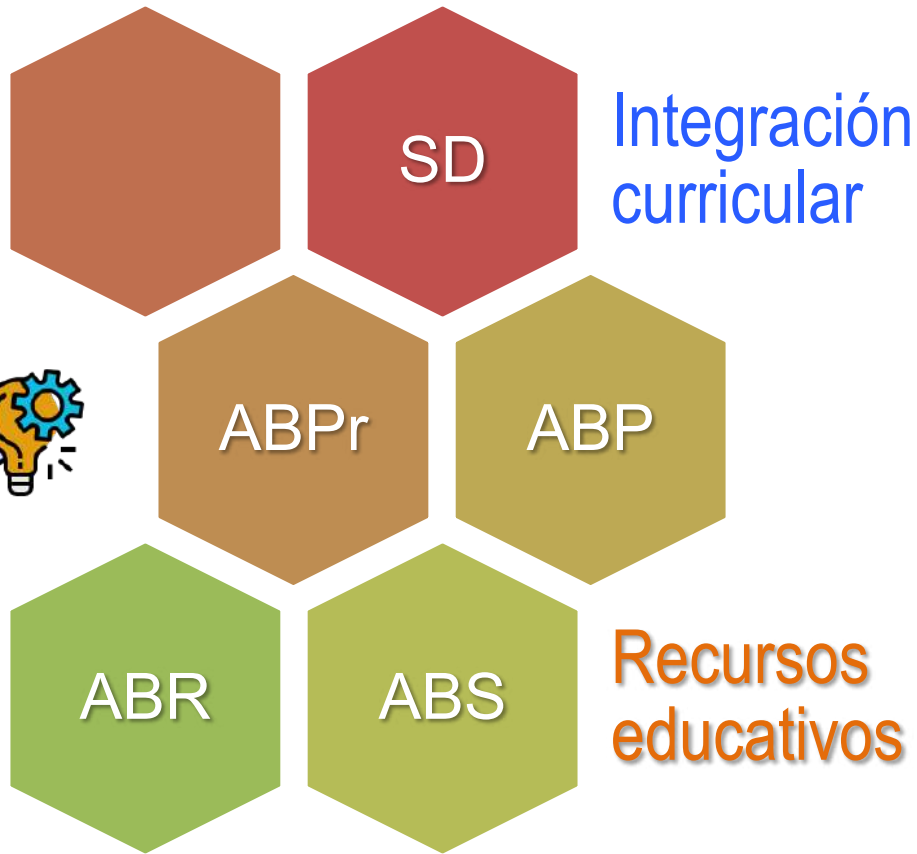 SD
Integración
curricular
ABPr
ABP
ABR
ABS
Recursos
educativos